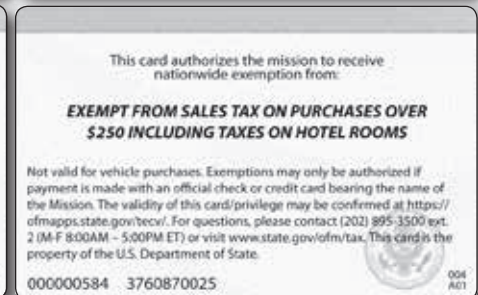 This card authorizes the mission to receive
nationwide exemption from:
EXEMPT FROM SALES TAX ON PURCHASES OVER
$250 INCLUDING TAXES ON HOTEL ROOMS
Not valid for vehicle purchases. Exemptions may only be authorized if
payment is made with an official check or credit card bearing the name of
the Mission. The validity of this card/privilege may be confirmed at https://
ofmapps.state.gov/tecv/. For questions, please contact (202) 895-3500 ext.
2 (M-F 8:00AM – 5:00PM ET) or visit www.state.gov/ofm/tax. This card is the
property of the U.S. Department of State.
000000584 3760870025
004
A01